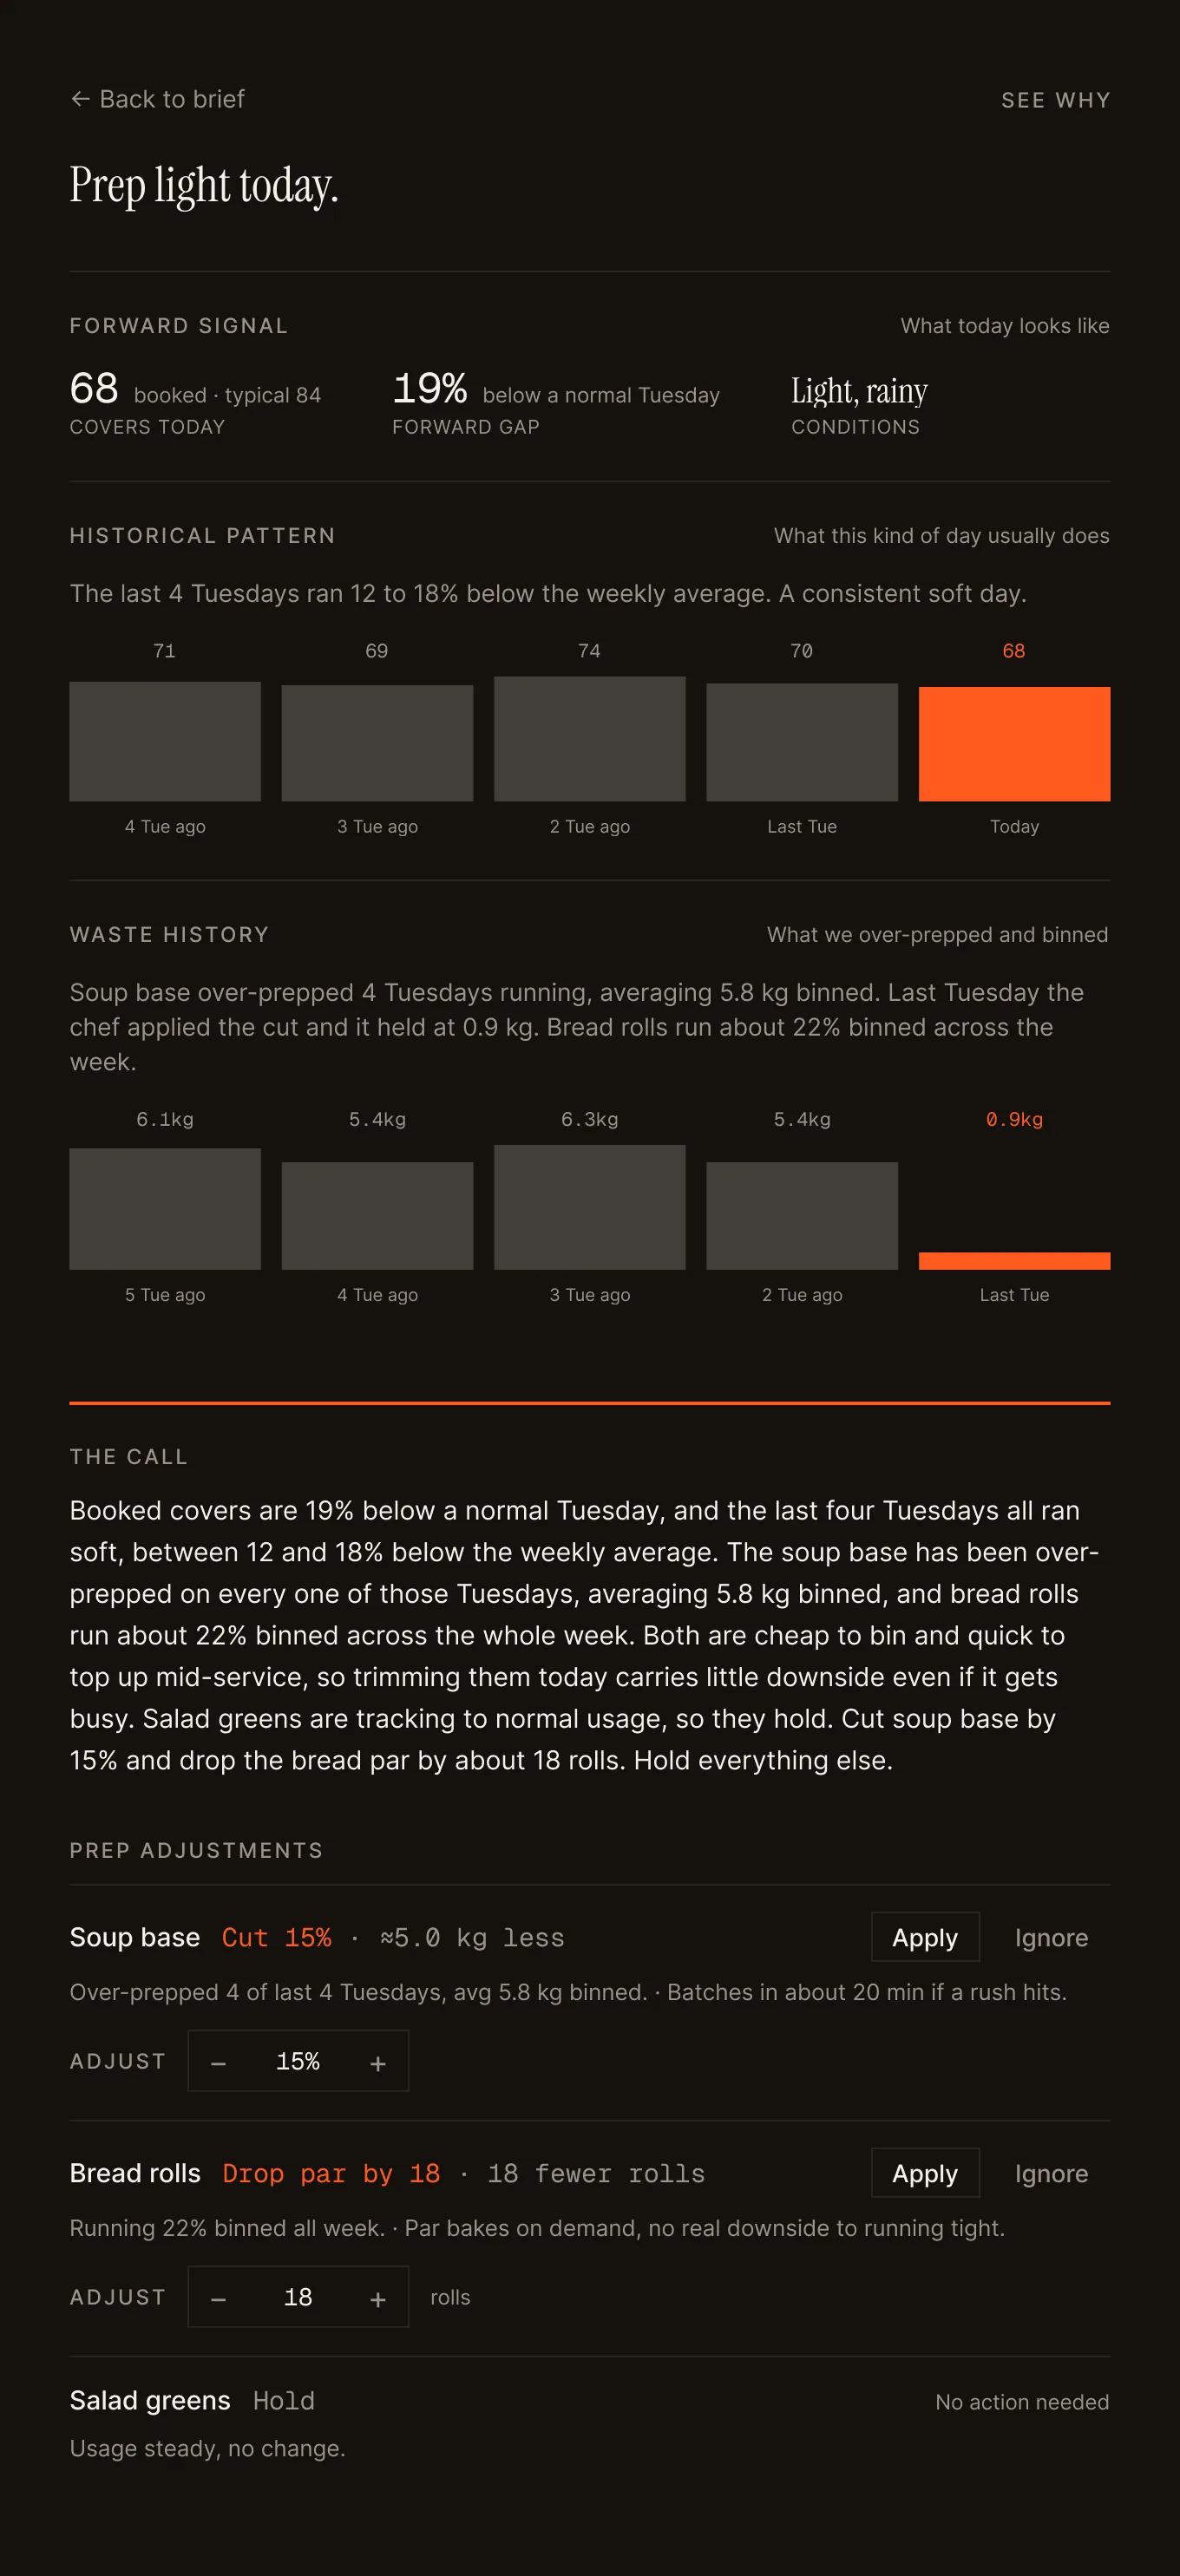 ← Back to brief
SEE WHY
Prep light today.
FORWARD SIGNAL
What today looks like
68 booked · typical 84
COVERS TODAY
19% below a normal Tuesday
FORWARD GAP
Light, rainy
CONDITIONS
HISTORICAL PATTERN
What this kind of day usually does
The last 4 Tuesdays ran 12 to 18% below the weekly average. A consistent soft day.
71
69
74
70
68
4 Tue ago
3 Tue ago
2 Tue ago
Last Tue
Today
WASTE HISTORY
What we over-prepped and binned
Soup base over-prepped 4 Tuesdays running, averaging 5.8 kg binned. Last Tuesday the
chef applied the cut and it held at 0.9 kg. Bread rolls run about 22% binned across the
week.
6.1kg
5.4kg
6.3kg
5.4kg
0.9kg
5 Tue ago
4 Tue ago
3 Tue ago
2 Tue ago
Last Tue
THE CALL
Booked covers are 19% below a normal Tuesday, and the last four Tuesdays all ran
soft, between 12 and 18% below the weekly average. The soup base has been over-
prepped on every one of those Tuesdays, averaging 5.8 kg binned, and bread rolls
run about 22% binned across the whole week. Both are cheap to bin and quick to
top up mid-service, so trimming them today carries little downside even if it gets
busy. Salad greens are tracking to normal usage, so they hold. Cut soup base by
15% and drop the bread par by about 18 rolls. Hold everything else.
PREP ADJUSTMENTS
Soup base Cut 15% · ≈5.0 kg less
Apply
Ignore
Over-prepped 4 of last 4 Tuesdays, avg 5.8 kg binned. · Batches in about 20 min if a rush hits.
ADJUST − 15% +
Bread rolls Drop par by 18 · 18 fewer rolls
Apply
Ignore
Running 22% binned all week. · Par bakes on demand, no real downside to running tight.
ADJUST − 18 + rolls
Salad greens Hold
No action needed
Usage steady, no change.